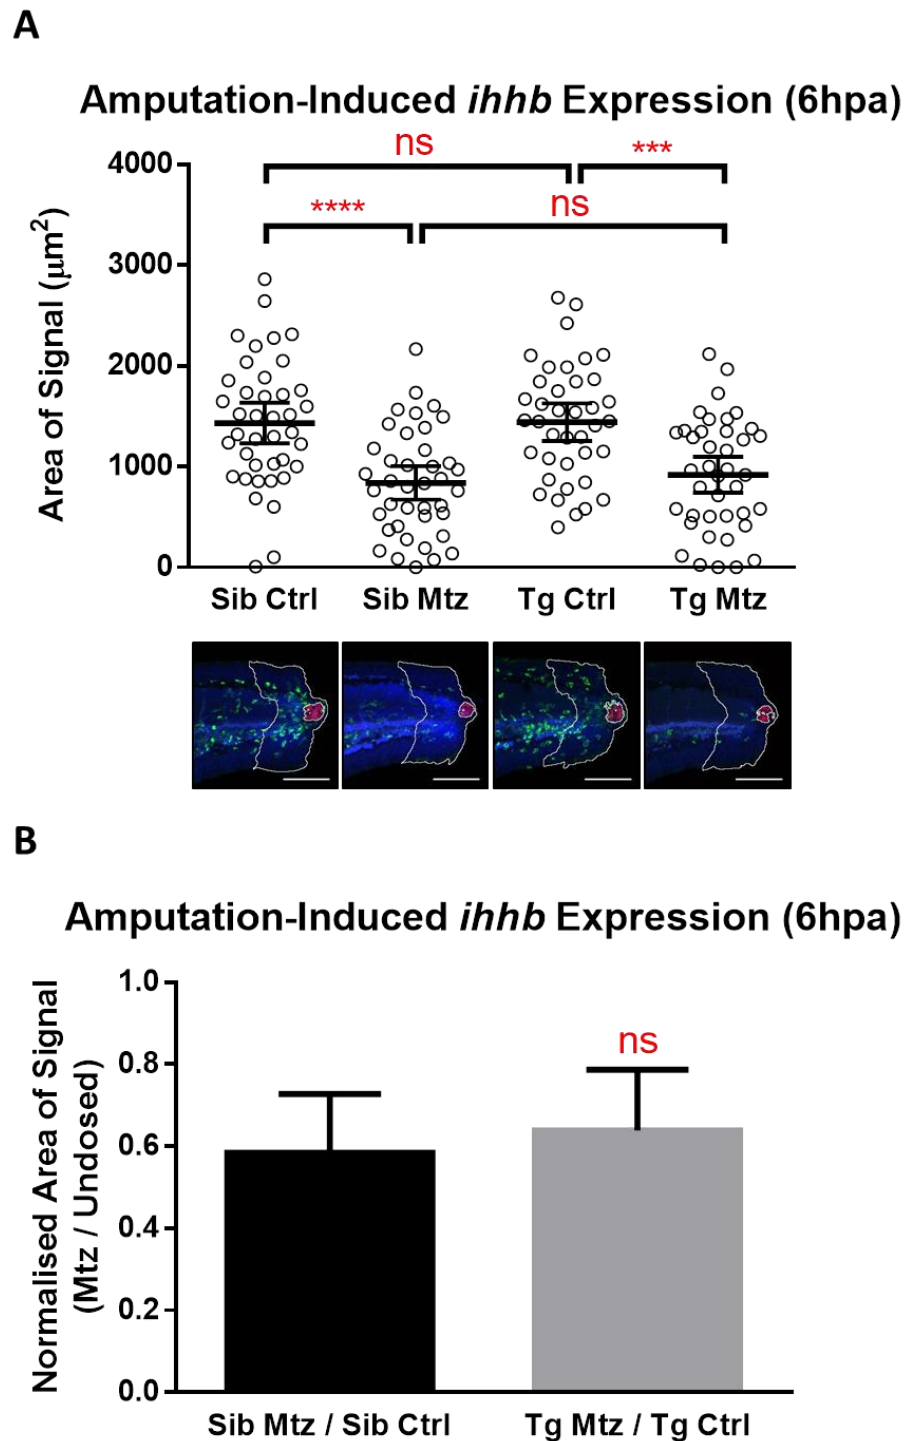 A
Amputation-Induced ihhb Expression (6hpa)
ns
***
****
ns
4000
3000
2000
1000
0
Area of Signal (μm²)
Sib Ctrl
Sib Mtz
Tg Ctrl
Tg Mtz
B
Amputation-Induced ihhb Expression (6hpa)
ns
1.0
0.8
0.6
0.4
0.2
0.0
Normalised Area of Signal
(Mtz / Undosed)
Sib Mtz / Sib Ctrl
Tg Mtz / Tg Ctrl